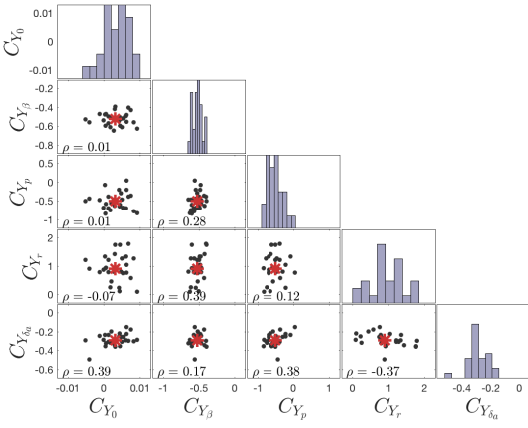 C_{Y_0} 0.01 0 -0.01
C_{Y_β} -0.2 -0.4 -0.6 -0.8 ρ = 0.01
C_{Y_p} 0.5 0 -0.5 -1 ρ = 0.01 ρ = 0.28
C_{Y_r} 2 1 0 ρ = -0.07 ρ = 0.39 ρ = 0.12
C_{Y_{δ_a}} 0 -0.2 -0.4 -0.6 ρ = 0.39 ρ = 0.17 ρ = 0.38 ρ = -0.37
-0.01 0 0.01 -1 -0.5 0 -1 0 1 0 1 2 -0.4 -0.2 0
C_{Y_0} C_{Y_β} C_{Y_p} C_{Y_r} C_{Y_{δ_a}}